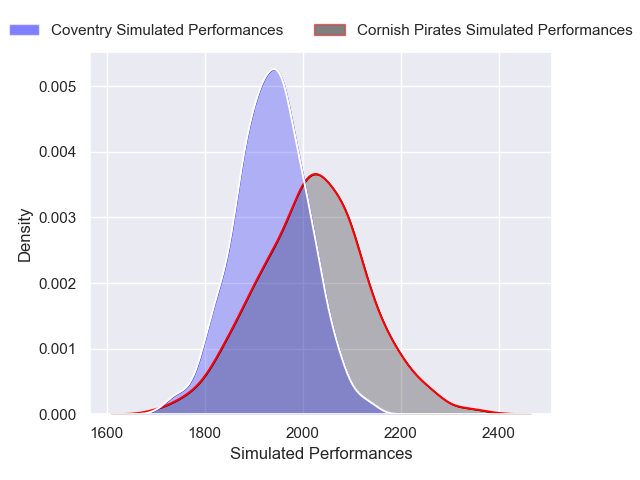 Coventry Simulated Performances
Cornish Pirates Simulated Performances
0.005
0.004
0.003
0.002
0.001
0.000
Density
1600
1800
2000
2200
2400
Simulated Performances